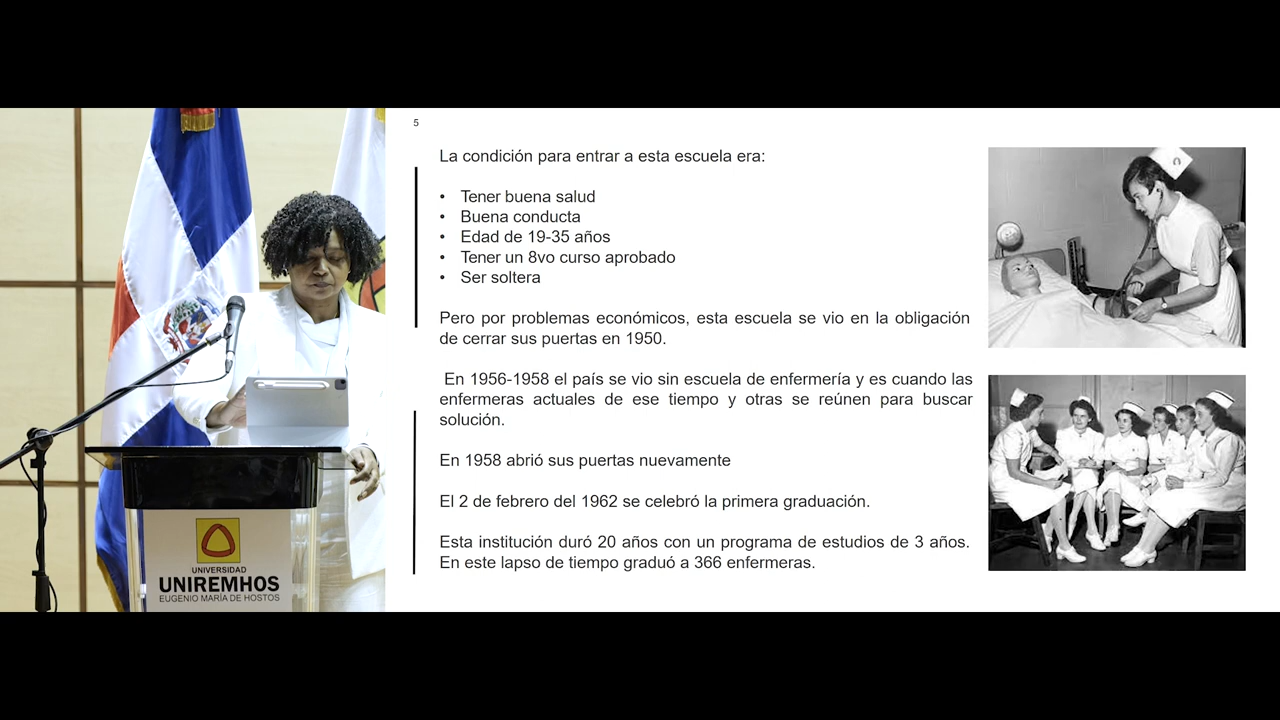 5
La condición para entrar a esta escuela era:
• Tener buena salud
• Buena conducta
• Edad de 19-35 años
• Tener un 8vo curso aprobado
• Ser soltera
Pero por problemas económicos, esta escuela se vio en la obligación
de cerrar sus puertas en 1950.
En 1956-1958 el país se vio sin escuela de enfermería y es cuando las
enfermeras actuales de ese tiempo y otras se reúnen para buscar
solución.
En 1958 abrió sus puertas nuevamente
El 2 de febrero del 1962 se celebró la primera graduación.
Esta institución duró 20 años con un programa de estudios de 3 años.
En este lapso de tiempo graduó a 366 enfermeras.
UNIVERSIDAD
UNIREMHOS
EUGENIO MARÍA DE HOSTOS